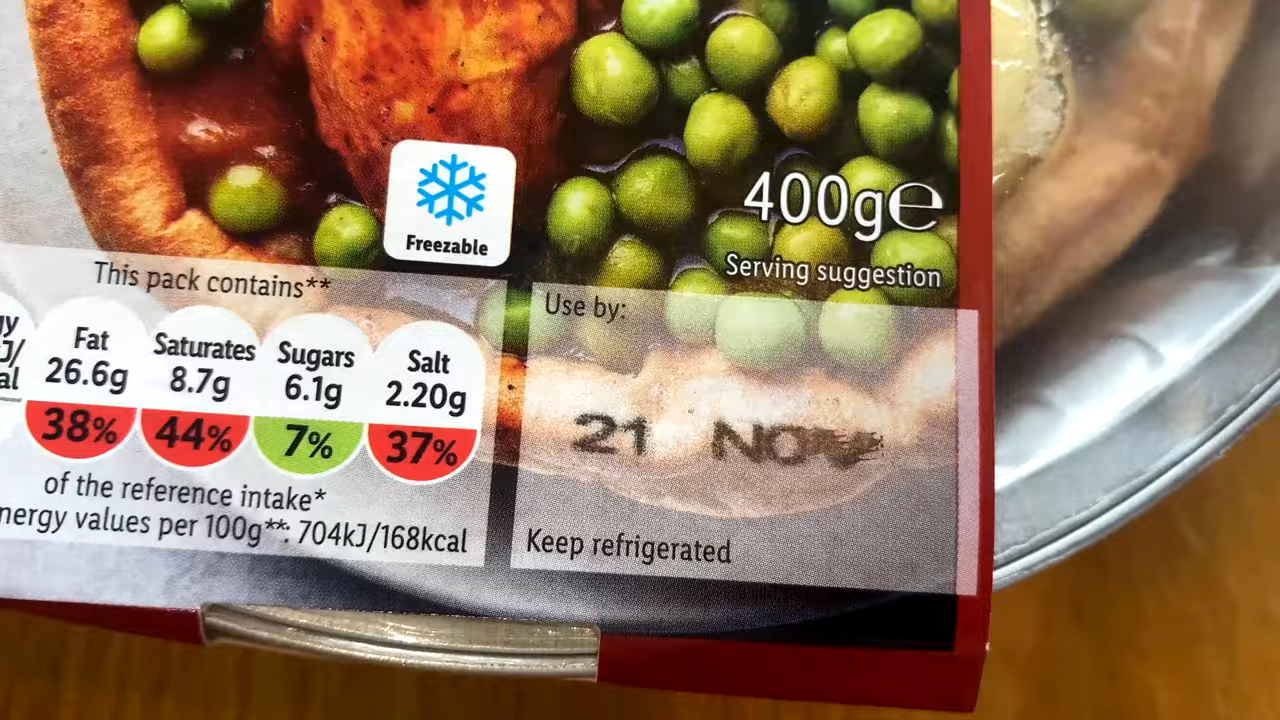 400g℮
Serving suggestion
Freezable
This pack contains**
Fat
26.6g
38%
Saturates
8.7g
44%
Sugars
6.1g
7%
Salt
2.20g
37%
of the reference intake*
values per 100g**: 704kJ/168kcal
Use by:
21 NOV
Keep refrigerated